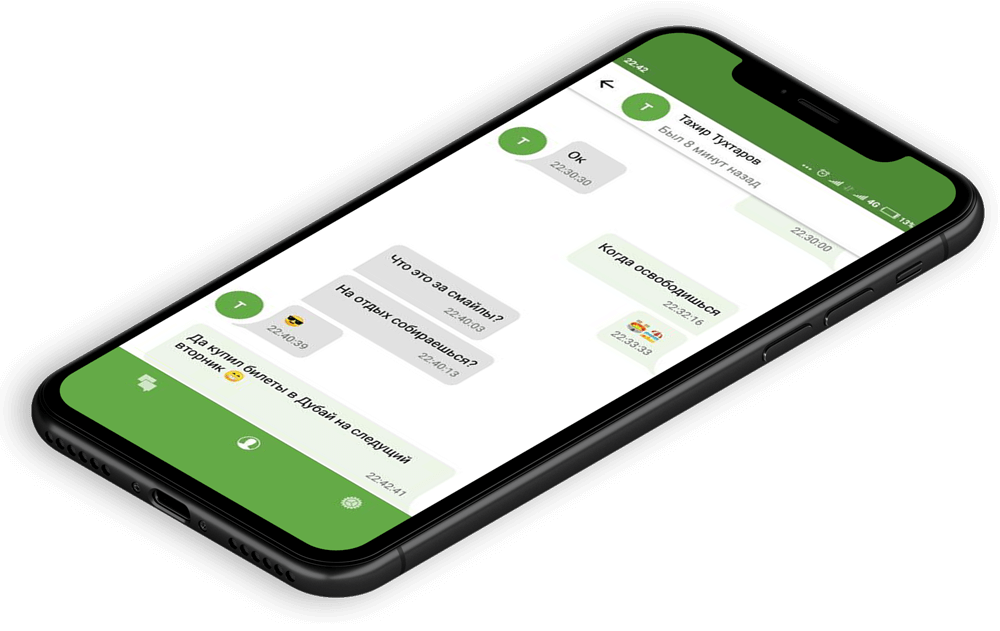 22:42
4G
13%
T
Тахир Тухтаров
Был 8 минут назад
22:30:00
T
Ок
22:30:30
Когда освободишься
22:32:16
22:33:33
Что это за смайлы?
22:40:03
На отдых собираешься?
22:40:13
T
😎
22:40:39
Да купил билеты в Дубай на следущий
вторник 😁
22:42:41